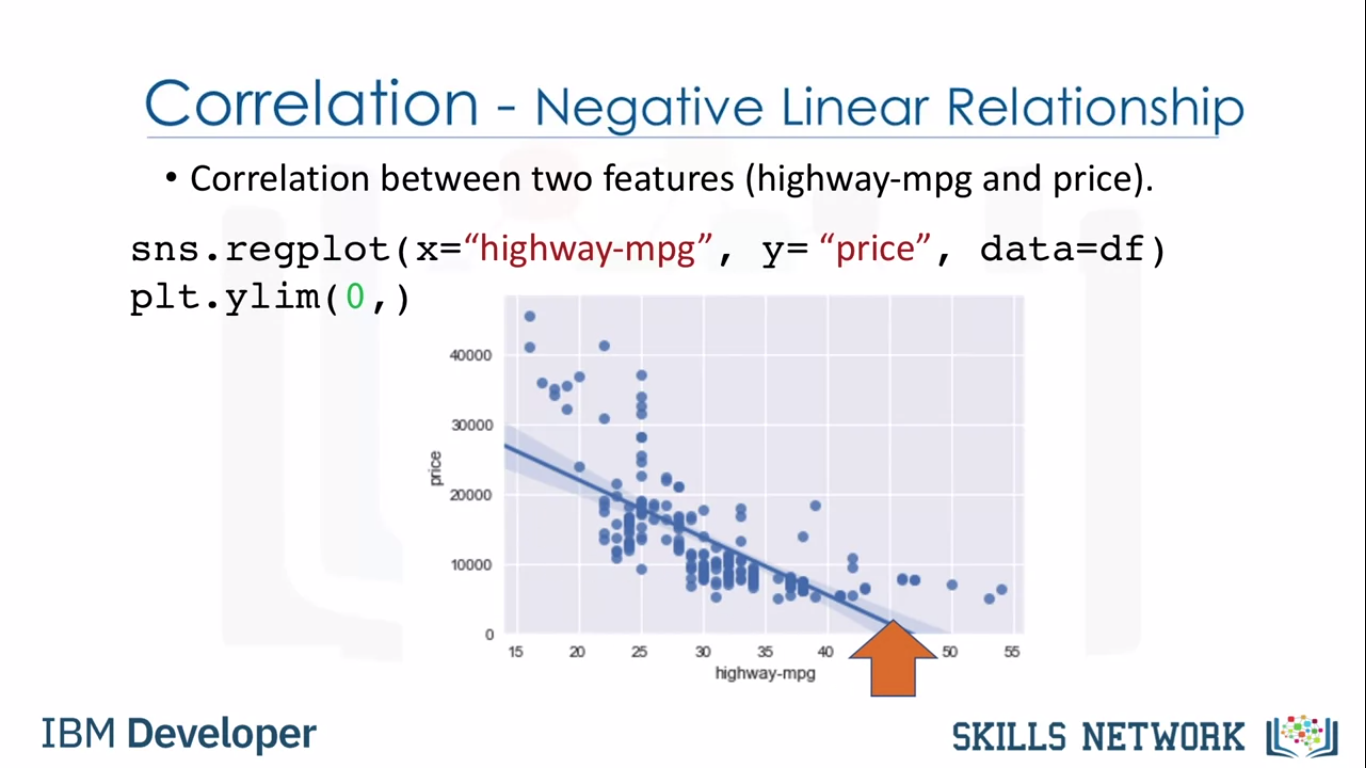 Correlation - Negative Linear Relationship
• Correlation between two features (highway-mpg and price).
sns.regplot(x=“highway-mpg”, y= “price”, data=df)
plt.ylim(0,)
40000
30000
20000
10000
0
price
15 20 25 30 35 40 50 55
highway-mpg
IBM Developer
SKILLS NETWORK